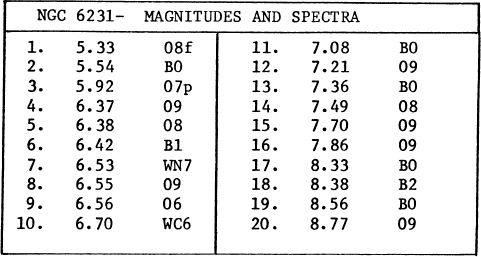 NGC 6231- MAGNITUDES AND SPECTRA
1. 5.33 08f 11. 7.08 B0
2. 5.54 B0 12. 7.21 09
3. 5.92 07p 13. 7.36 B0
4. 6.37 09 14. 7.49 08
5. 6.38 08 15. 7.70 09
6. 6.42 B1 16. 7.86 09
7. 6.53 WN7 17. 8.33 B0
8. 6.55 09 18. 8.38 B2
9. 6.56 06 19. 8.56 B0
10. 6.70 WC6 20. 8.77 09